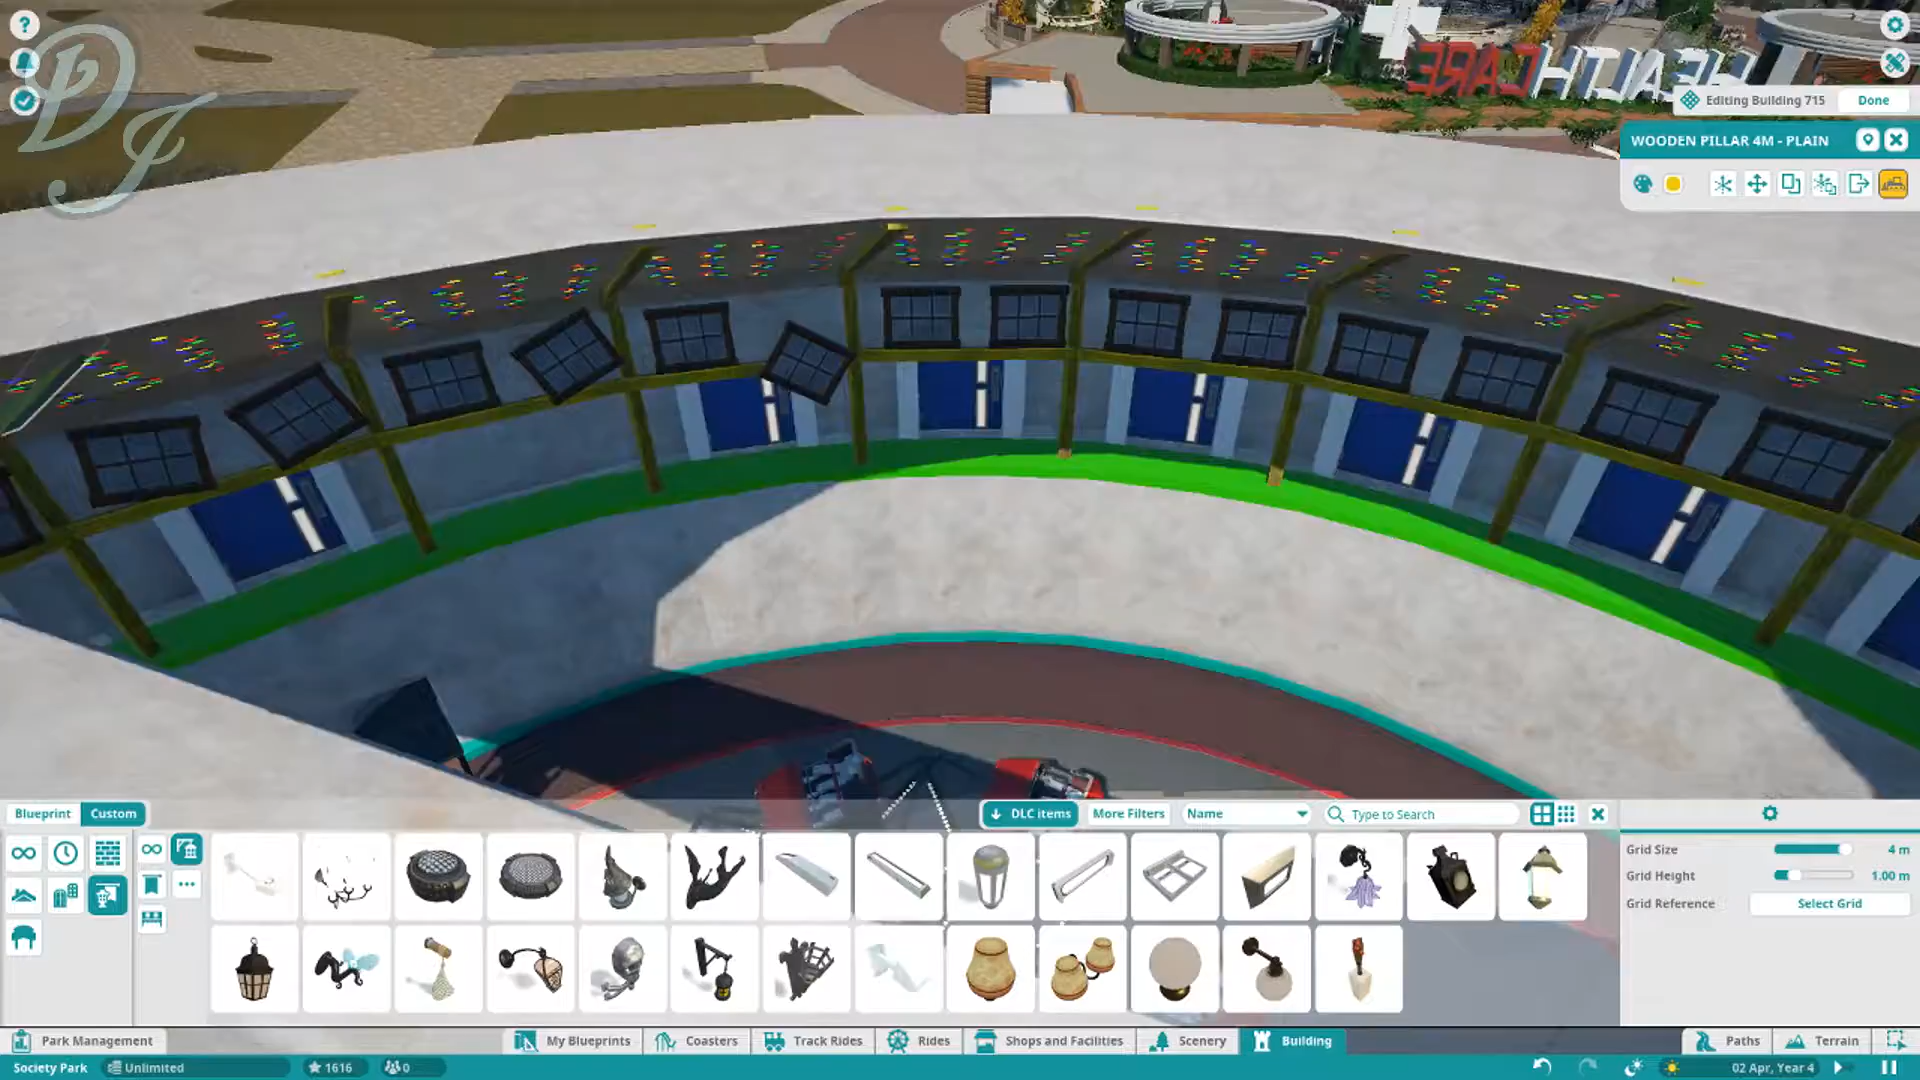 ?
DJ
HEALTHCARE
Editing Building 715
Done
WOODEN PILLAR 4M - PLAIN
Blueprint
Custom
DLC items
More Filters
Name
Type to Search
Grid Size
4 m
Grid Height
1.00 m
Grid Reference
Select Grid
Park Management
My Blueprints
Coasters
Track Rides
Rides
Shops and Facilities
Scenery
Building
Paths
Terrain
Society Park
Unlimited
1616
0
02 Apr, Year 4